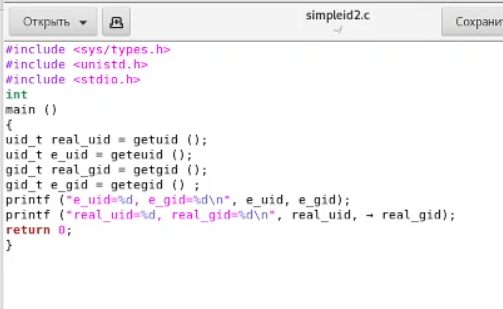 Открыть
simpleid2.c
~/
Сохрани
#include <sys/types.h>
#include <unistd.h>
#include <stdio.h>
int
main ()
{
uid_t real_uid = getuid ();
uid_t e_uid = geteuid ();
gid_t real_gid = getgid ();
gid_t e_gid = getegid () ;
printf ("e_uid=%d, e_gid=%d\n", e_uid, e_gid);
printf ("real_uid=%d, real_gid=%d\n", real_uid, → real_gid);
return 0;
}